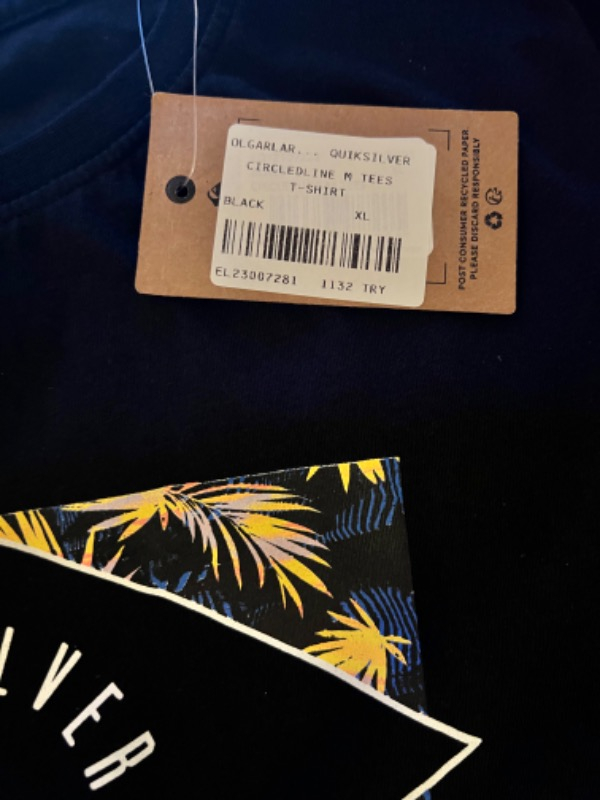 OLGARLAR... QUIKSILVER
CIRCLEDLINE M TEES
T-SHIRT
BLACK XL
EL23007281 1132 TRY
POST CONSUMER RECYCLED PAPER.
PLEASE DISCARD RESPONSIBLY
LVER